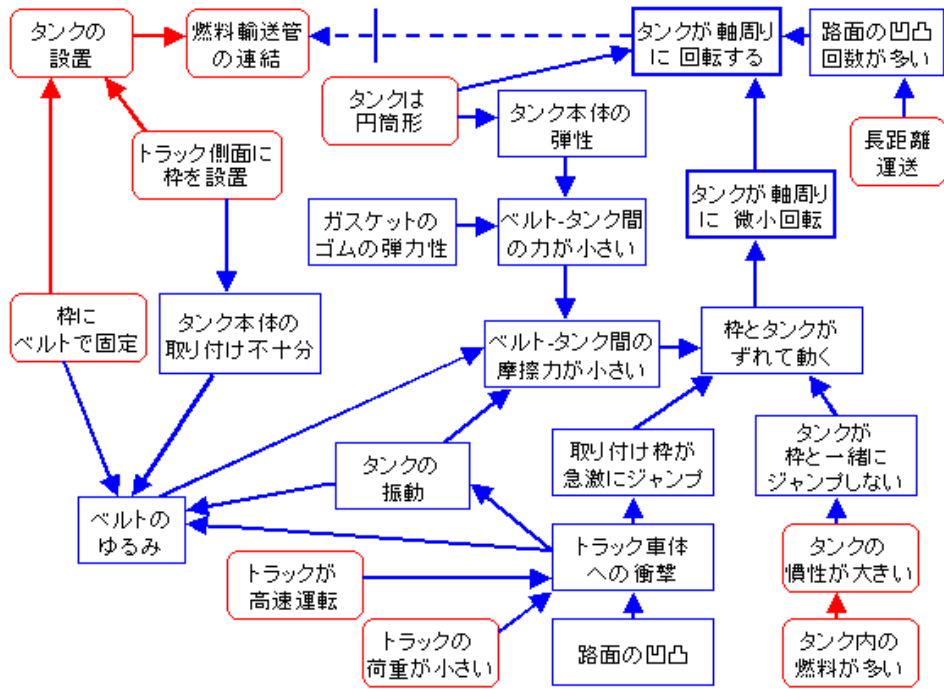 タンクの
設置
燃料輸送管
の連結
タンクが軸周り
に回転する
路面の凹凸
回数が多い
タンクは
円筒形
タンク本体の
弾性
長距離
運送
トラック側面に
枠を設置
ガスケットの
ゴムの弾力性
ベルト-タンク間
の力が小さい
タンクが軸周り
に 微小回転
枠に
ベルトで固定
タンク本体の
取り付け不十分
ベルト-タンク間の
摩擦力が小さい
枠とタンクが
ずれて動く
タンクの
振動
取り付け枠が
急激にジャンプ
タンクが
枠と一緒に
ジャンプしない
ベルトの
ゆるみ
トラックが
高速運転
トラック車体
への衝撃
タンクの
慣性が大きい
トラックの
荷重が小さい
路面の凹凸
タンク内の
燃料が多い